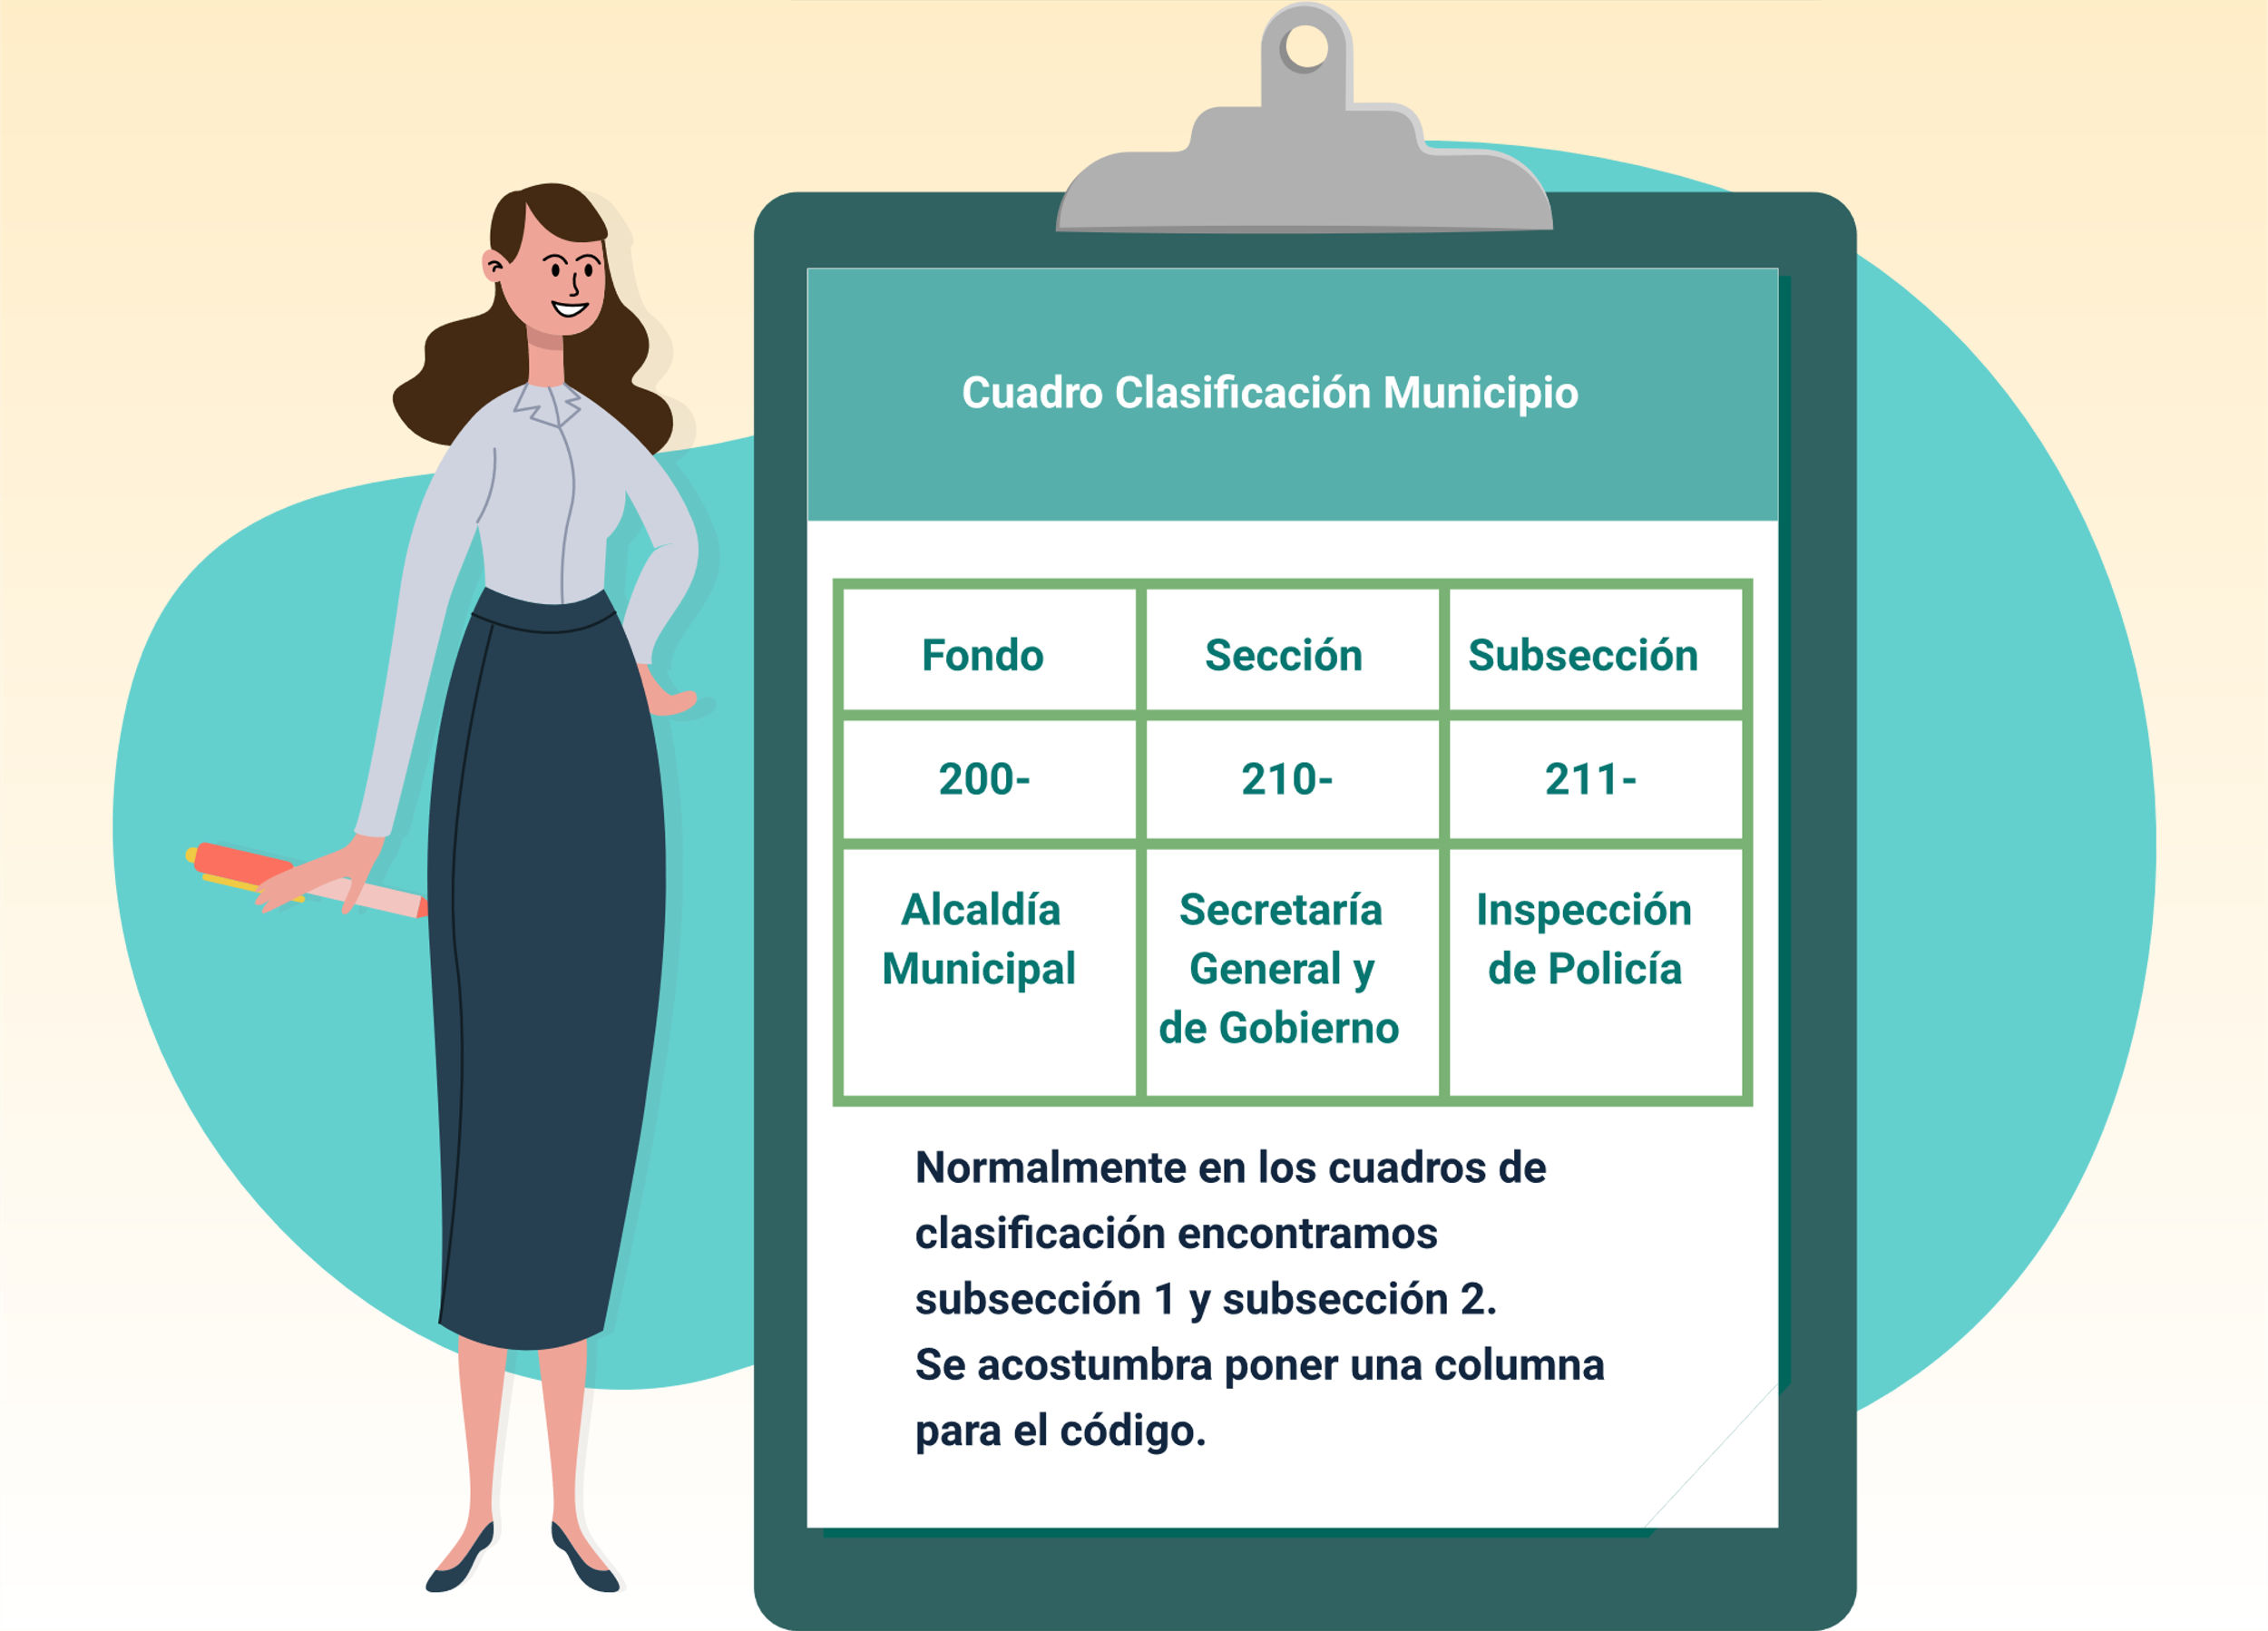 Cuadro Clasificación Municipio
Fondo
Sección
Subsección
200-
210-
211-
Alcaldía
Municipal
Secretaría
General y
de Gobierno
Inspección
de Policía
Normalmente en los cuadros de
clasificación encontramos
subsección 1 y subsección 2.
Se acostumbra poner una columna
para el código.